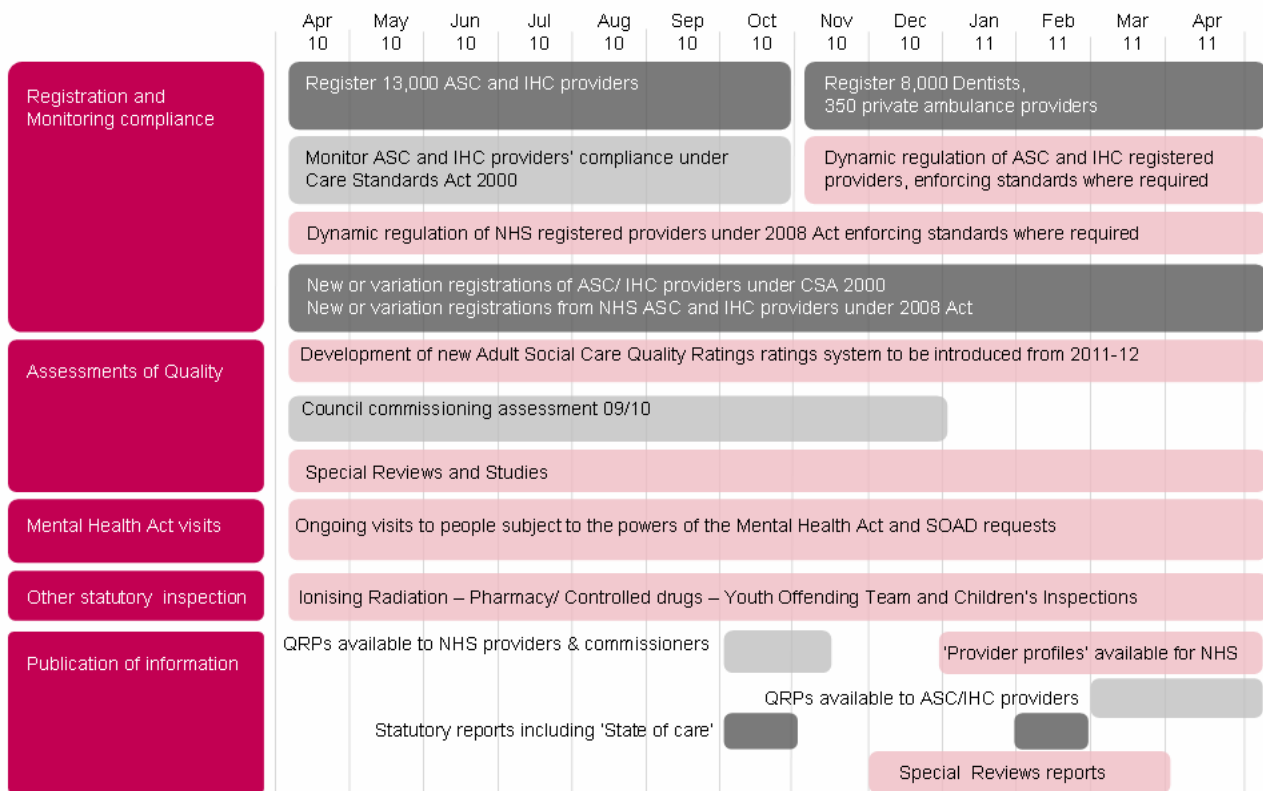 Apr May Jun Jul Aug Sep Oct Nov Dec Jan Feb Mar Apr
10 10 10 10 10 10 10 10 10 11 11 11 11
Registration and
Monitoring compliance
Register 13,000 ASC and IHC providers
Register 8,000 Dentists,
350 private ambulance providers
Monitor ASC and IHC providers' compliance under
Care Standards Act 2000
Dynamic regulation of ASC and IHC registered
providers, enforcing standards where required
Dynamic regulation of NHS registered providers under 2008 Act enforcing standards where required
New or variation registrations of ASC/ IHC providers under CSA 2000
New or variation registrations from NHS ASC and IHC providers under 2008 Act
Assessments of Quality
Development of new Adult Social Care Quality Ratings ratings system to be introduced from 2011-12
Council commissioning assessment 09/10
Special Reviews and Studies
Mental Health Act visits
Ongoing visits to people subject to the powers of the Mental Health Act and SOAD requests
Other statutory inspection
Ionising Radiation – Pharmacy/ Controlled drugs – Youth Offending Team and Children's Inspections
Publication of information
QRPs available to NHS providers & commissioners
'Provider profiles' available for NHS
QRPs available to ASC/IHC providers
Statutory reports including 'State of care'
Special Reviews reports